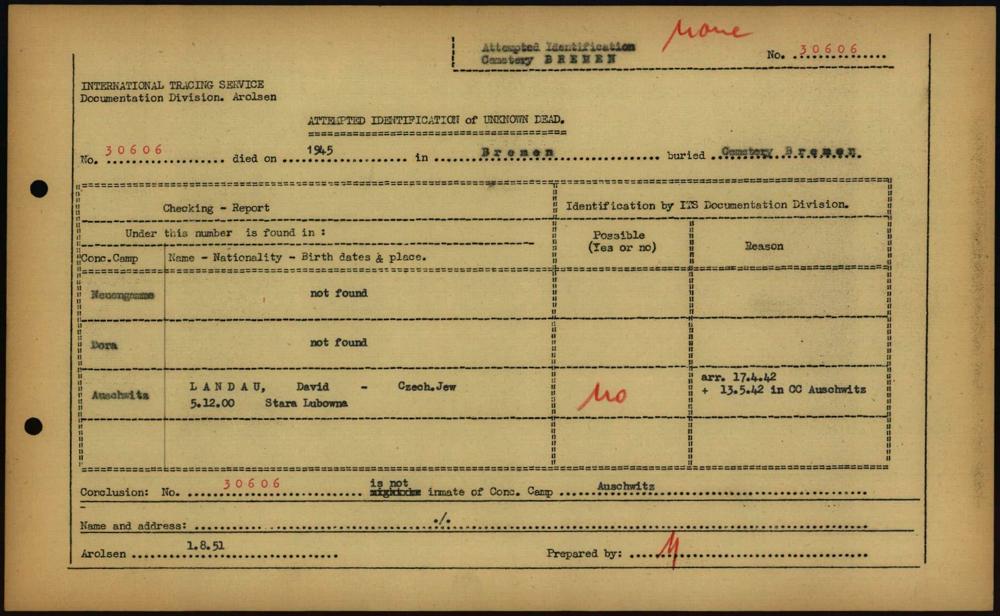 Attempted Identification
Cemetery B R E M E N
None
No. 30606
INTERNATIONAL TRACING SERVICE
Documentation Division. Arolsen
ATTEMPTED IDENTIFICATION of UNKNOWN DEAD.
No. 30606 died on 1945 in B r e m e n buried Cemetery B r e m e n
Checking - Report
Identification by ITS Documentation Division.
Under this number is found in :
Possible
(Yes or no)
Reason
Conc.Camp
Name - Nationality - Birth dates & place.
Neuengamme
not found
Dora
not found
Auschwitz
L A N D A U, David - Czech.Jew
5.12.00 Stara Lubowna
No
arr. 17.4.42
+ 13.5.42 in CC Auschwitz
Conclusion: No. 30606 is not inmate of Conc. Camp Auschwitz
Name and address: ./.
Arolsen 1.8.51
Prepared by: